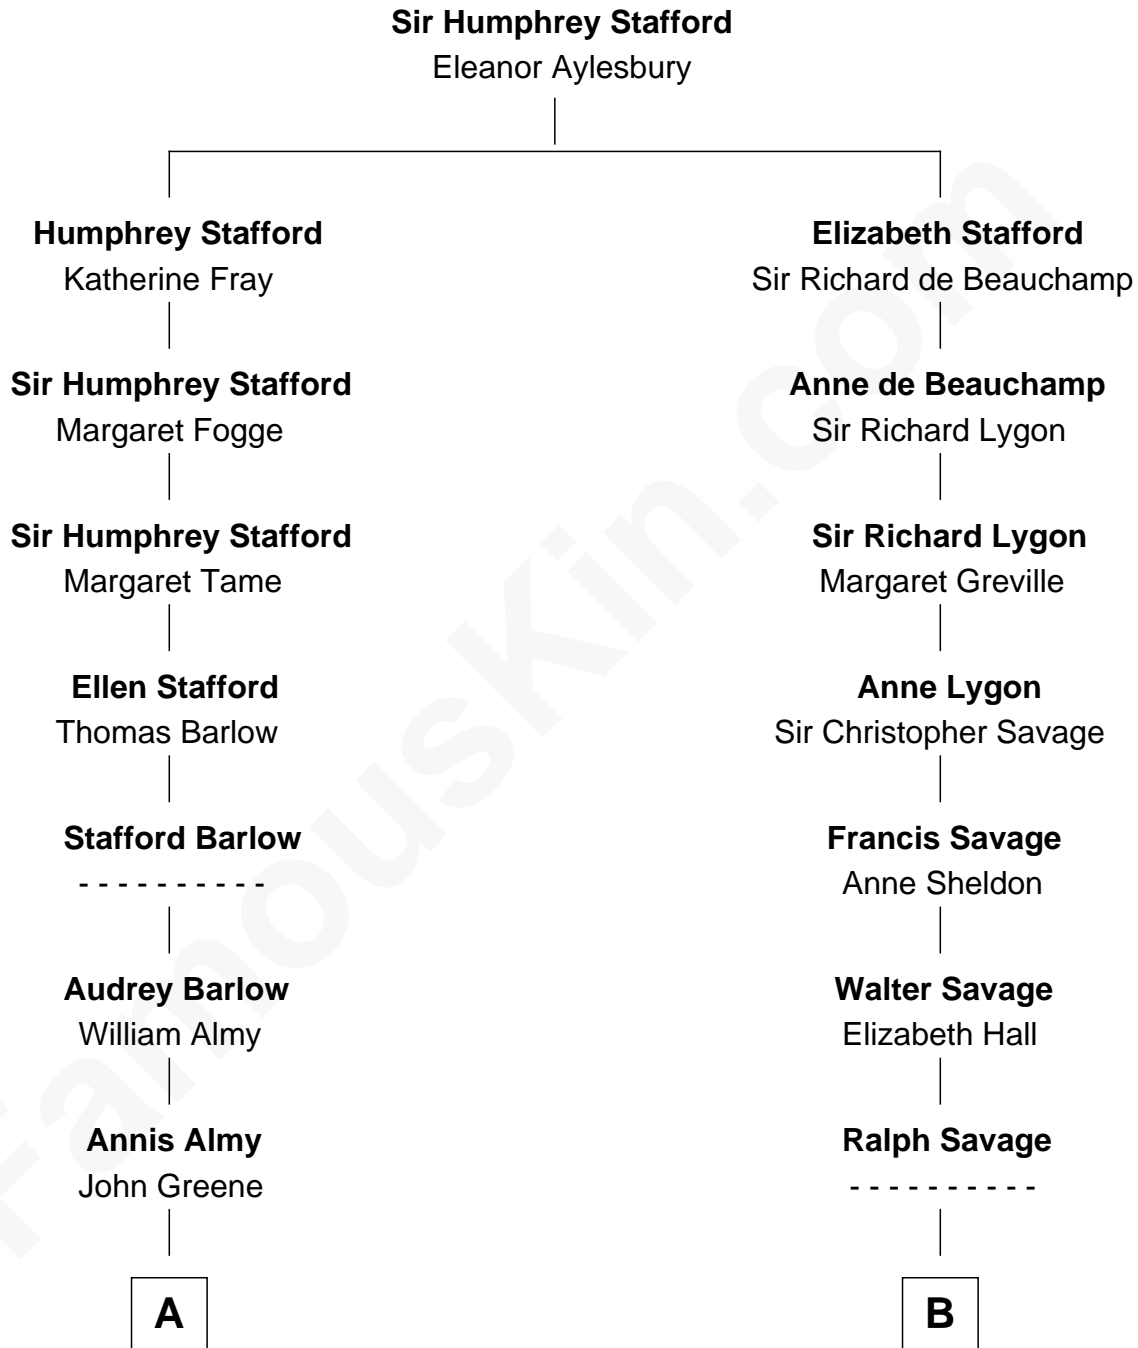 Sir Humphrey Stafford
Eleanor Aylesbury
Humphrey Stafford
Katherine Fray
Elizabeth Stafford
Sir Richard de Beauchamp
Sir Humphrey Stafford
Margaret Fogge
Anne de Beauchamp
Sir Richard Lygon
Sir Humphrey Stafford
Margaret Tame
Sir Richard Lygon
Margaret Greville
Ellen Stafford
Thomas Barlow
Anne Lygon
Sir Christopher Savage
Stafford Barlow
- - - - - - - - - -
Francis Savage
Anne Sheldon
Audrey Barlow
William Almy
Walter Savage
Elizabeth Hall
Annis Almy
John Greene
Ralph Savage
- - - - - - - - - -
A
B
FamousKin.com